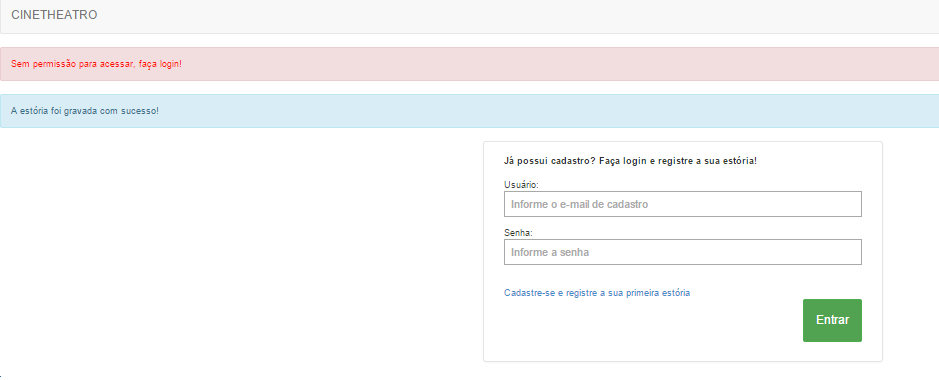 CINETHEATRO
Sem permissão para acessar, faça login!
A estória foi gravada com sucesso!
Já possui cadastro? Faça login e registre a sua estória!
Usuário:
Informe o e-mail de cadastro
Senha:
Informe a senha
Cadastre-se e registre a sua primeira estória
Entrar